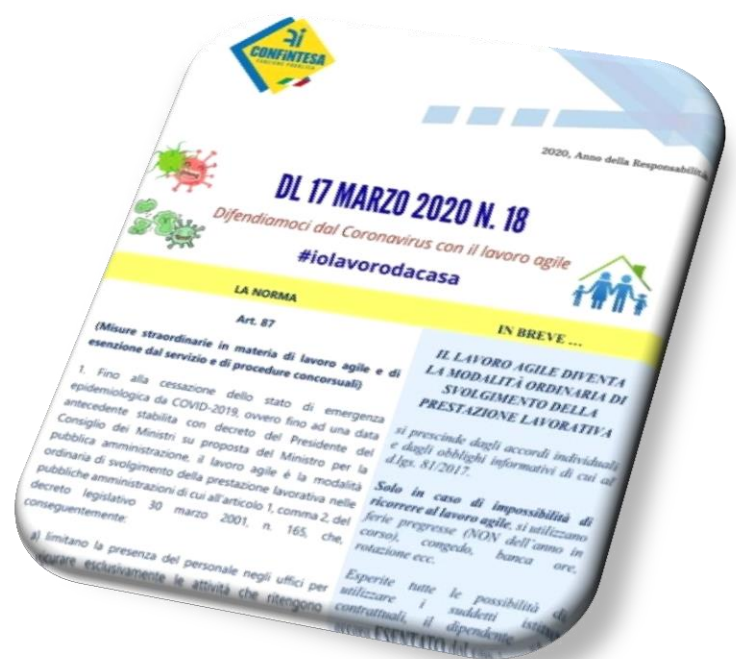 CONFINTESA
FUNZIONE PUBBLICA
2020, Anno della Responsabilità
DL 17 MARZO 2020 N. 18
Difendiamoci dal Coronavirus con il lavoro agile
#iolavorodacasa
LA NORMA
Art. 87
(Misure straordinarie in materia di lavoro agile e di
esenzione dal servizio e di procedure concorsuali)
1. Fino alla cessazione dello stato di emergenza
epidemiologica da COVID-2019, ovvero fino ad una data
antecedente stabilita con decreto del Presidente del
Consiglio dei Ministri su proposta del Ministro per la
pubblica amministrazione, il lavoro agile è la modalità
ordinaria di svolgimento della prestazione lavorativa nelle
pubbliche amministrazioni di cui all'articolo 1, comma 2, del
decreto legislativo 30 marzo 2001, n. 165, che,
conseguentemente:
a) limitano la presenza del personale negli uffici per
esclusivamente le attività che ritengono
IN BREVE ...
IL LAVORO AGILE DIVENTA
LA MODALITÀ ORDINARIA DI
SVOLGIMENTO DELLA
PRESTAZIONE LAVORATIVA
si prescinde dagli accordi individuali
e dagli obblighi informativi di cui al
d.lgs. 81/2017.
Solo in caso di impossibilità di
ricorrere al lavoro agile, si utilizzano
ferie pregresse (NON dell'anno in
corso), congedo, banca ore,
rotazione ecc.
Esperite tutte le possibilità di
utilizzare i suddetti
contrattuali, il dipendente
ESENTATO dal